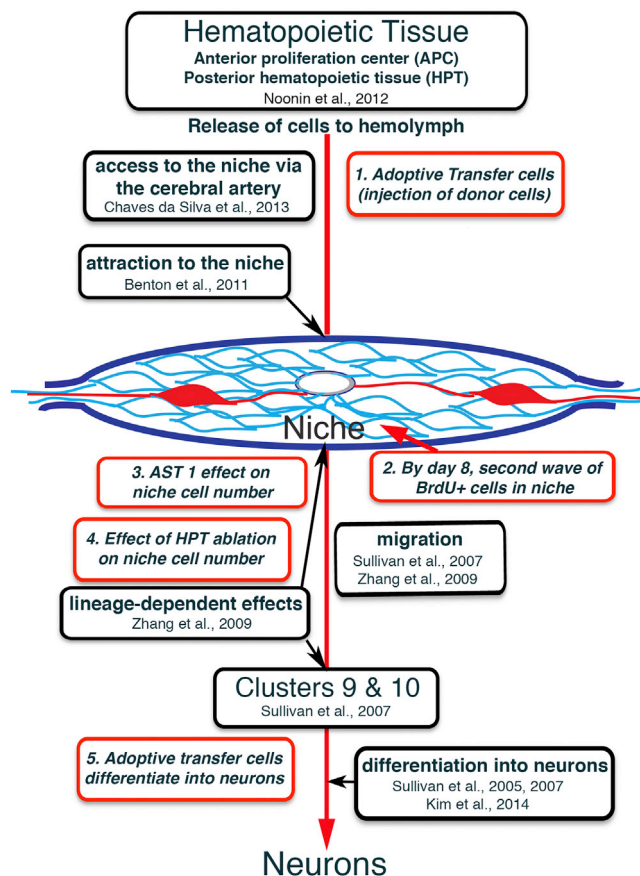 Hematopoietic Tissue
Anterior proliferation center (APC)
Posterior hematopoietic tissue (HPT)
Noonin et al., 2012
Release of cells to hemolymph
access to the niche via
the cerebral artery
Chaves da Silva et al., 2013
1. Adoptive Transfer cells
(injection of donor cells)
attraction to the niche
Benton et al., 2011
Niche
3. AST 1 effect on
niche cell number
2. By day 8, second wave of
BrdU+ cells in niche
4. Effect of HPT ablation
on niche cell number
migration
Sullivan et al., 2007
Zhang et al., 2009
lineage-dependent effects
Zhang et al., 2009
Clusters 9 & 10
Sullivan et al., 2007
5. Adoptive transfer cells
differentiate into neurons
differentiation into neurons
Sullivan et al., 2005, 2007
Kim et al., 2014
Neurons